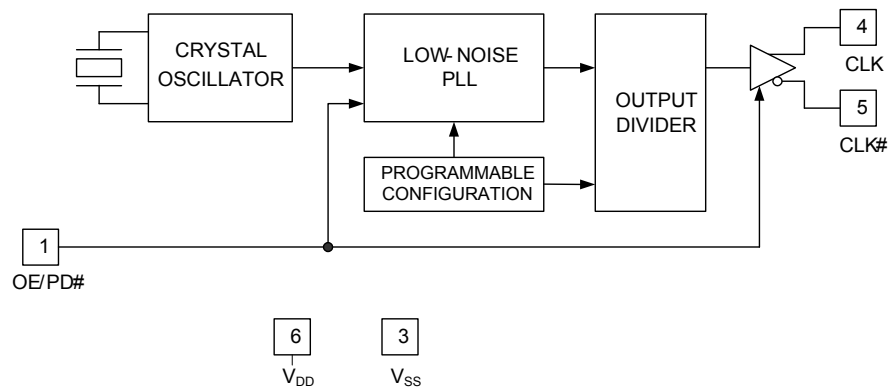 CRYSTAL
OSCILLATOR
LOW-NOISE
PLL
OUTPUT
DIVIDER
PROGRAMMABLE
CONFIGURATION
4
CLK
5
CLK#
1
OE/PD#
6
VDD
3
VSS